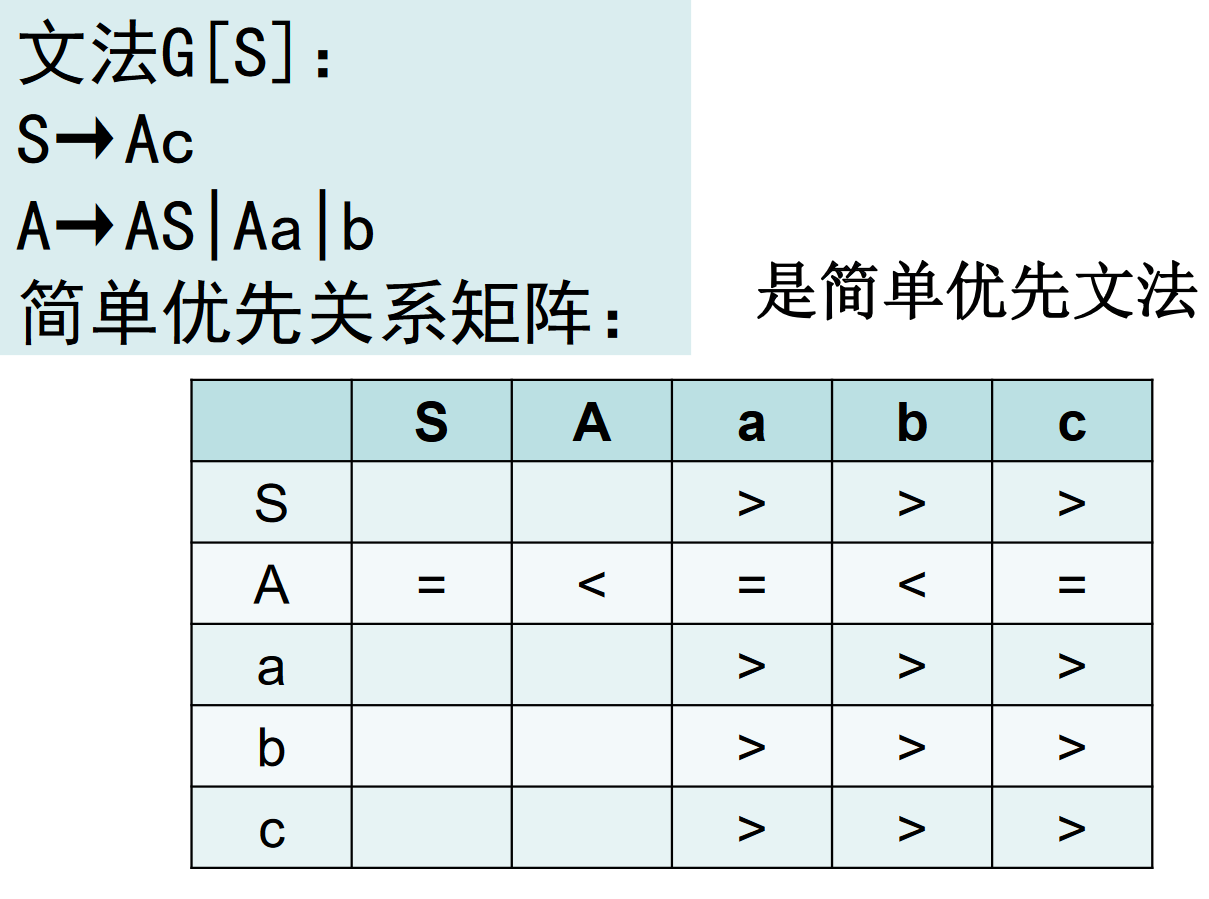 文法G[S]：
S→Ac
A→AS|Aa|b
简单优先关系矩阵：
是简单优先文法
S A a b c
S > > >
A = < = < =
a > > >
b > > >
c > > >